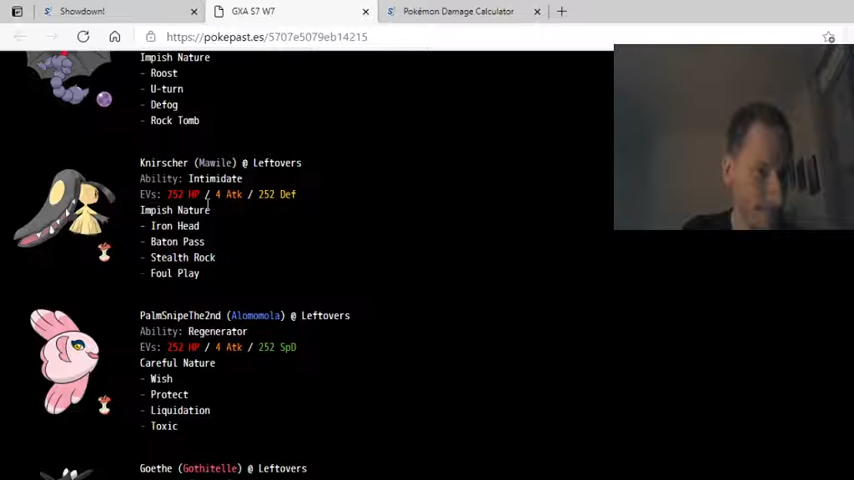 Showdown!
GXA S7 W7
Pokémon Damage Calculator
https://pokepast.es/5707e5079eb14215
Impish Nature
- Roost
- U-turn
- Defog
- Rock Tomb
Knirscher (Mawile) @ Leftovers
Ability: Intimidate
EVs: 252 HP / 4 Atk / 252 Def
Impish Nature
- Iron Head
- Baton Pass
- Stealth Rock
- Foul Play
PalmSnipeThe2nd (Alomomola) @ Leftovers
Ability: Regenerator
EVs: 252 HP / 4 Atk / 252 SpD
Careful Nature
- Wish
- Protect
- Liquidation
- Toxic
Goethe (Gothitelle) @ Leftovers